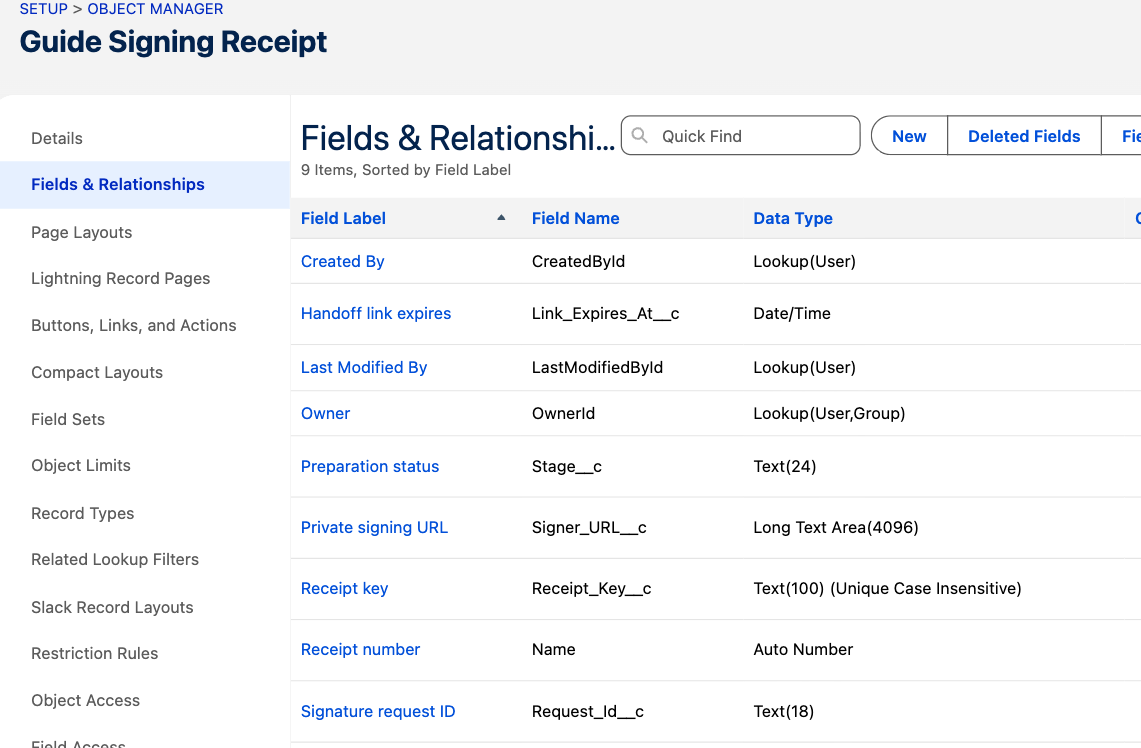 SETUP > OBJECT MANAGER
Guide Signing Receipt
Details
Fields & Relationships
Page Layouts
Lightning Record Pages
Buttons, Links, and Actions
Compact Layouts
Field Sets
Object Limits
Record Types
Related Lookup Filters
Slack Record Layouts
Restriction Rules
Object Access
Field Access
Fields & Relationshi...
Quick Find
New
Deleted Fields
Fie
9 Items, Sorted by Field Label
Field Label Field Name Data Type
Created By CreatedById Lookup(User)
Handoff link expires Link_Expires_At__c Date/Time
Last Modified By LastModifiedById Lookup(User)
Owner OwnerId Lookup(User,Group)
Preparation status Stage__c Text(24)
Private signing URL Signer_URL__c Long Text Area(4096)
Receipt key Receipt_Key__c Text(100) (Unique Case Insensitive)
Receipt number Name Auto Number
Signature request ID Request_Id__c Text(18)